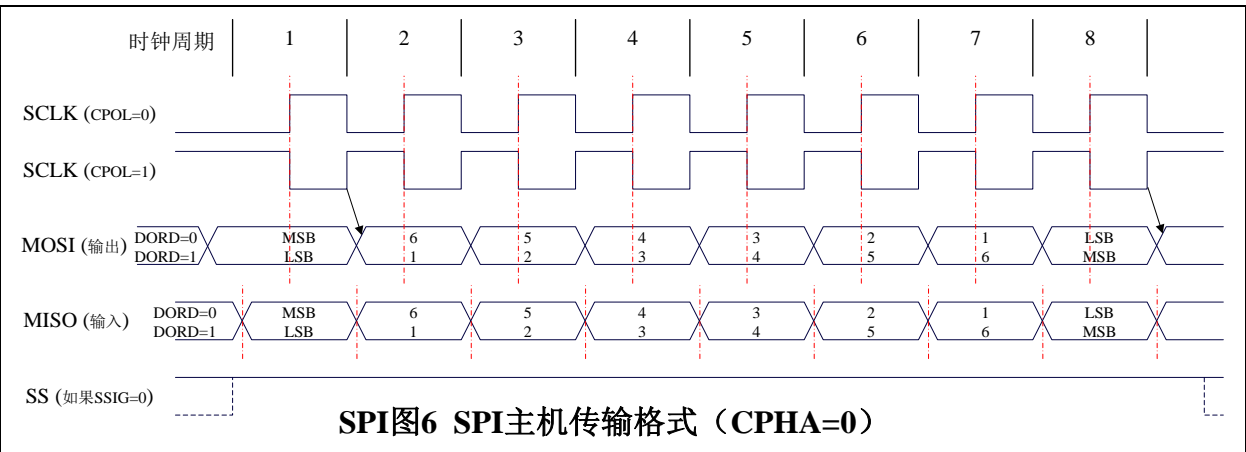 时钟周期 1 2 3 4 5 6 7 8
SCLK (CPOL=0)
SCLK (CPOL=1)
MOSI (输出) DORD=0 MSB 6 5 4 3 2 1 LSB
DORD=1 LSB 1 2 3 4 5 6 MSB
MISO (输入) DORD=0 MSB 6 5 4 3 2 1 LSB
DORD=1 LSB 1 2 3 4 5 6 MSB
SS (如果SSIG=0)
SPI图6 SPI主机传输格式（CPHA=0）